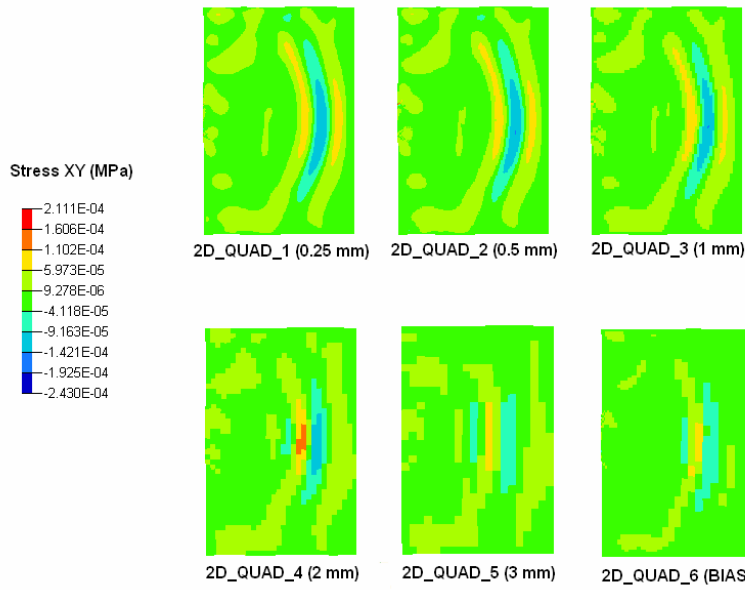 Stress XY (MPa)
2.111E-04
1.606E-04
1.102E-04
5.973E-05
9.278E-06
-4.118E-05
-9.163E-05
-1.421E-04
-1.925E-04
-2.430E-04
2D_QUAD_1 (0.25 mm)
2D_QUAD_2 (0.5 mm)
2D_QUAD_3 (1 mm)
2D_QUAD_4 (2 mm)
2D_QUAD_5 (3 mm)
2D_QUAD_6 (BIAS